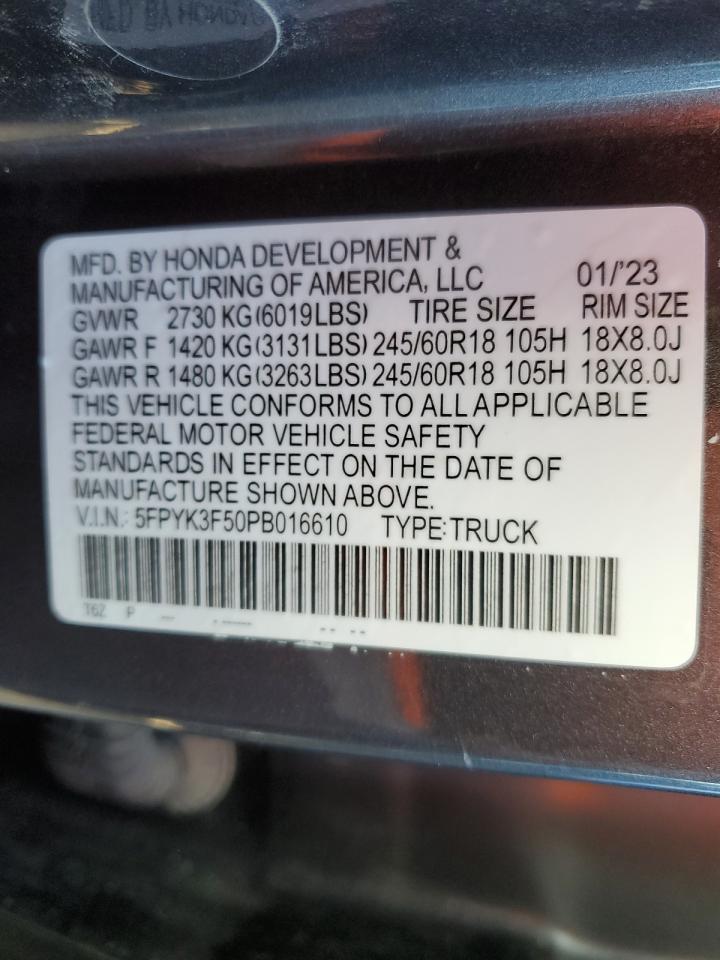 MFD. BY HONDA DEVELOPMENT &
MANUFACTURING OF AMERICA, LLC 01/'23
GVWR 2730 KG(6019LBS) TIRE SIZE RIM SIZE
GAWR F 1420 KG(3131LBS) 245/60R18 105H 18X8.0J
GAWR R 1480 KG(3263LBS) 245/60R18 105H 18X8.0J
THIS VEHICLE CONFORMS TO ALL APPLICABLE
FEDERAL MOTOR VEHICLE SAFETY
STANDARDS IN EFFECT ON THE DATE OF
MANUFACTURE SHOWN ABOVE.
V.I.N.: 5FPYK3F50PB016610 TYPE:TRUCK
T6Z P